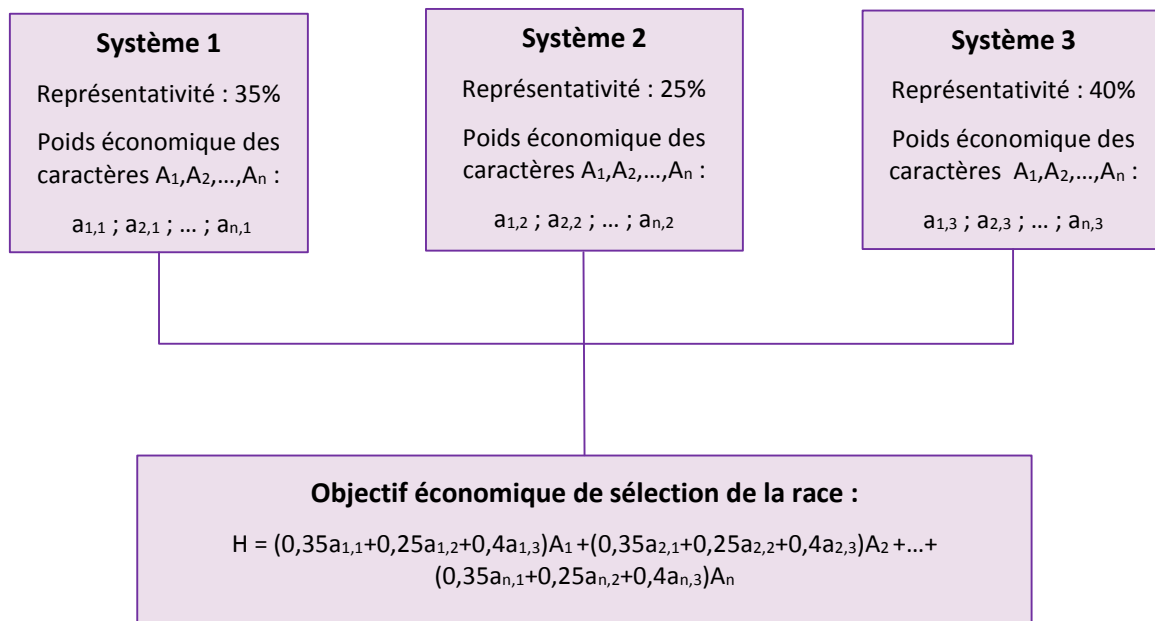 Système 1
Représentativité : 35%
Poids économique des
caractères A1,A2,...,An :
a1,1 ; a2,1 ; ... ; an,1
Système 2
Représentativité : 25%
Poids économique des
caractères A1,A2,...,An :
a1,2 ; a2,2 ; ... ; an,2
Système 3
Représentativité : 40%
Poids économique des
caractères A1,A2,...,An :
a1,3 ; a2,3 ; ... ; an,3
Objectif économique de sélection de la race :
H = (0,35a1,1+0,25a1,2+0,4a1,3)A1 +(0,35a2,1+0,25a2,2+0,4a2,3)A2 +...+
(0,35an,1+0,25an,2+0,4an,3)An